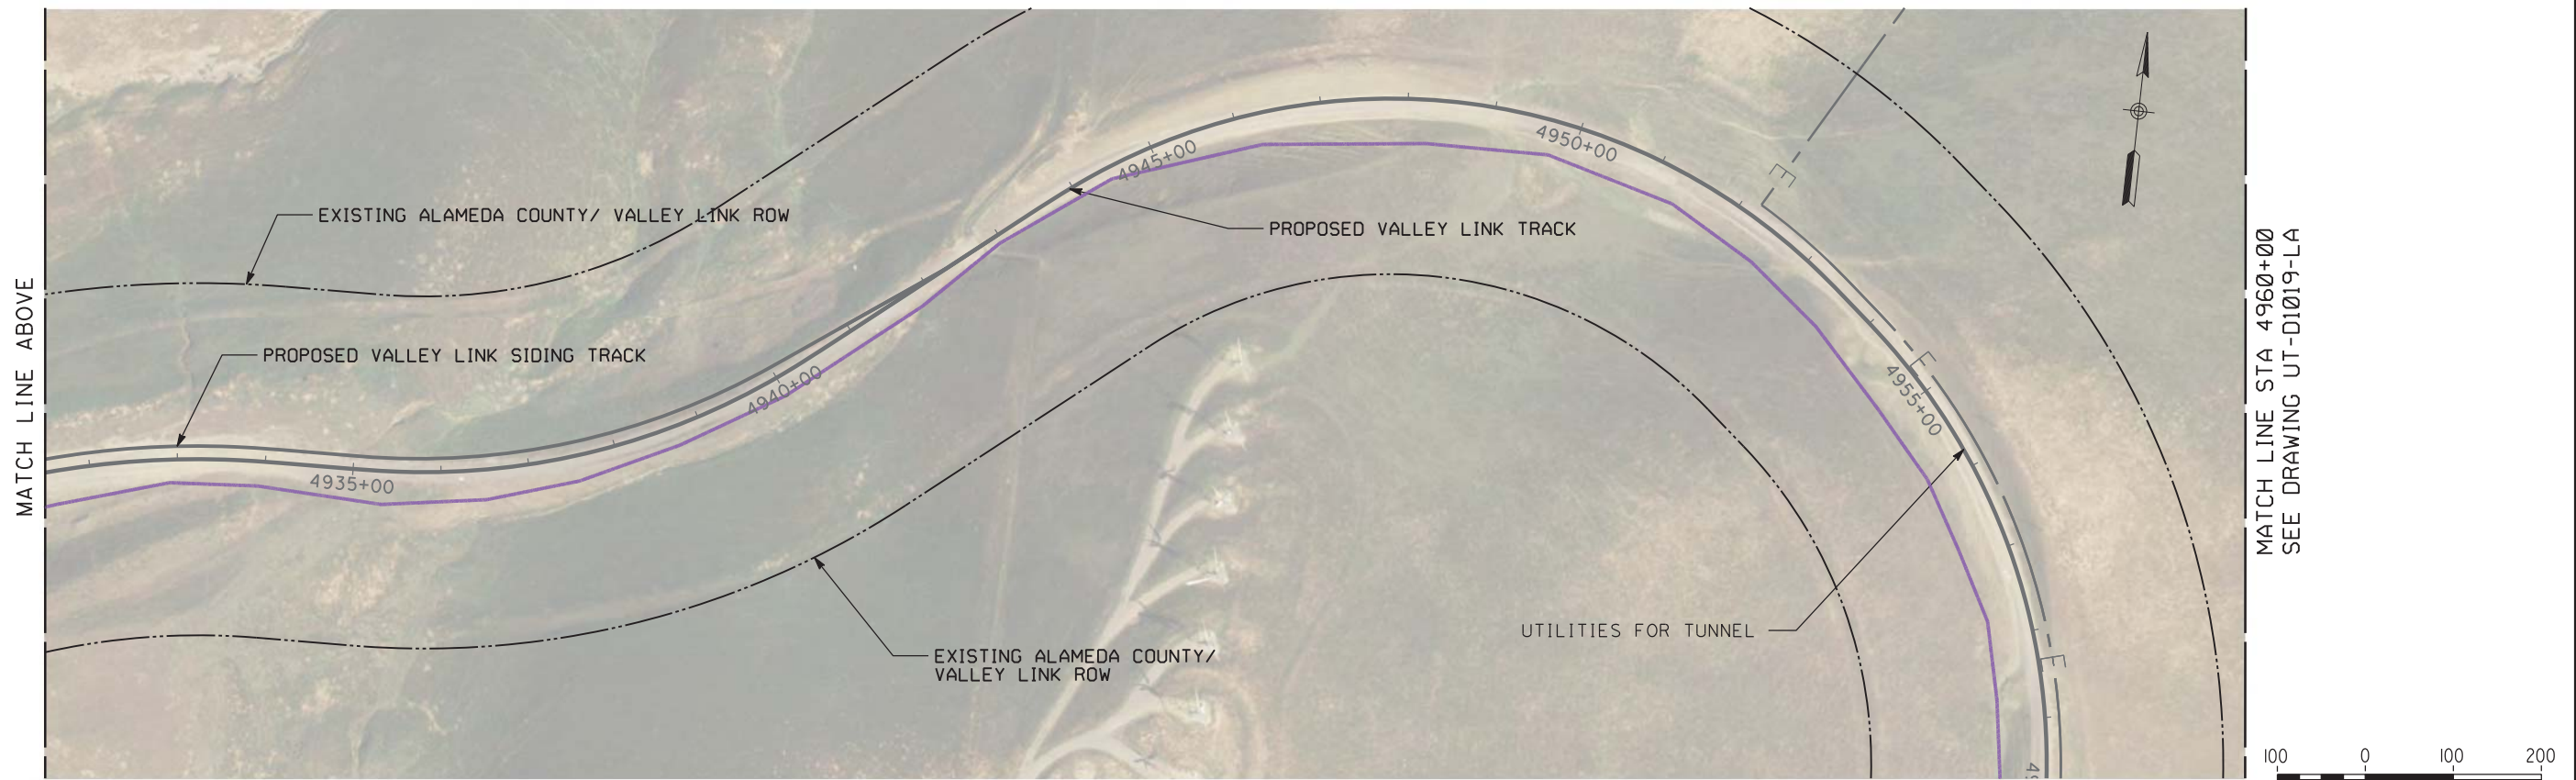 MATCH LINE ABOVE
EXISTING ALAMEDA COUNTY/ VALLEY LINK ROW
PROPOSED VALLEY LINK SIDING TRACK
4935+00
4940+00
4945+00
4950+00
PROPOSED VALLEY LINK TRACK
E
E
4955+00
E
UTILITIES FOR TUNNEL
EXISTING ALAMEDA COUNTY/
VALLEY LINK ROW
MATCH LINE STA 4960+00
SEE DRAWING UT-D1019-LA
100 0 100 200